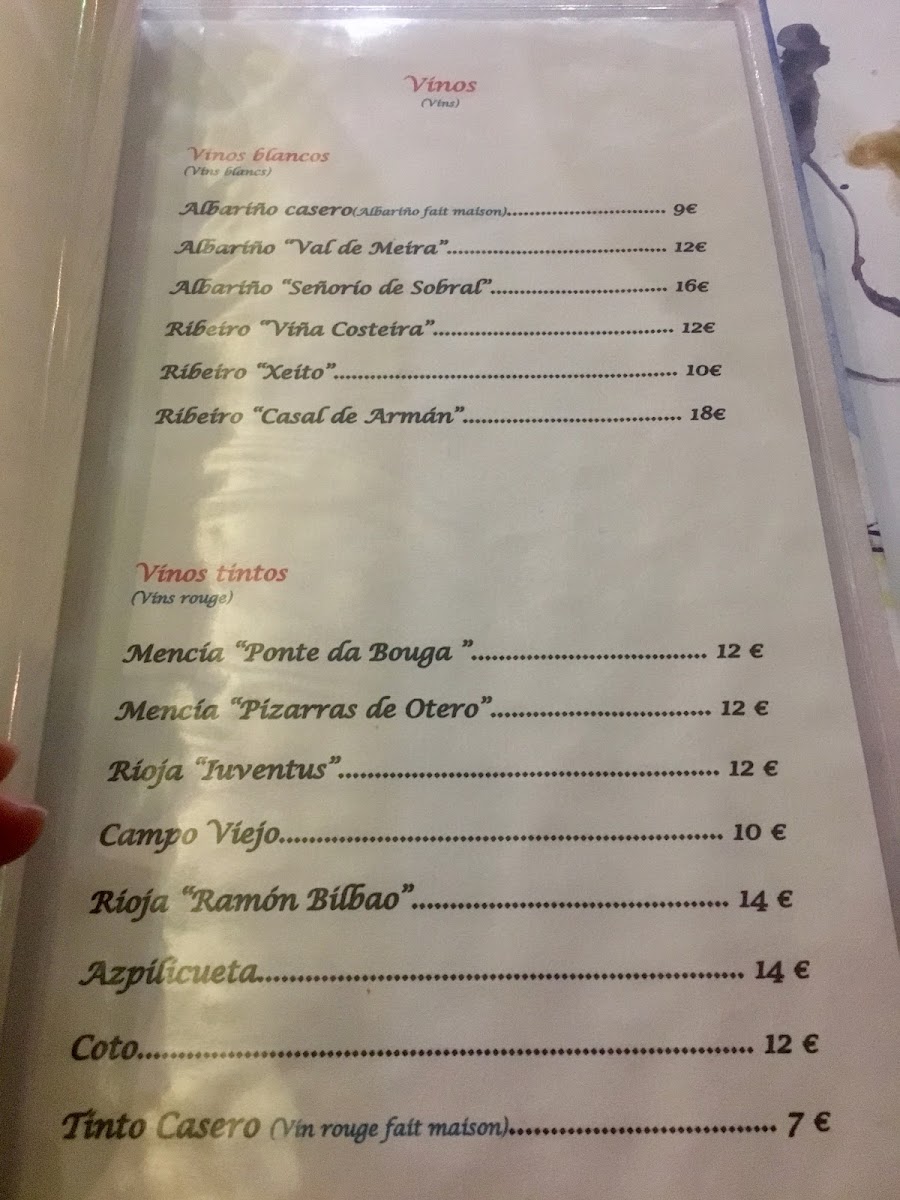 Vinos
(Vins)
Vinos blancos
(Vins blancs)
Albariño casero(Albariño fait maison)........................... 9€
Albariño “Val de Meira”..................................... 12€
Albariño “Señorio de Sobral”.............................. 16€
Ribeiro “Viña Costeira”........................................ 12€
Ribeiro “Xeito”......................................................... 10€
Ribeiro “Casal de Armán”.................................... 18€
Vinos tintos
(Vins rouge)
Mencía “Ponte da Bouga ”................................. 12 €
Mencía “Pizarras de Otero”............................... 12 €
Rioja “Iuventus”.................................................. 12 €
Campo Viejo......................................................... 10 €
Rioja “Ramón Bilbao”......................................... 14 €
Azpilicueta............................................................. 14 €
Coto......................................................................... 12 €
Tinto Casero (Vin rouge fait maison)................................. 7 €